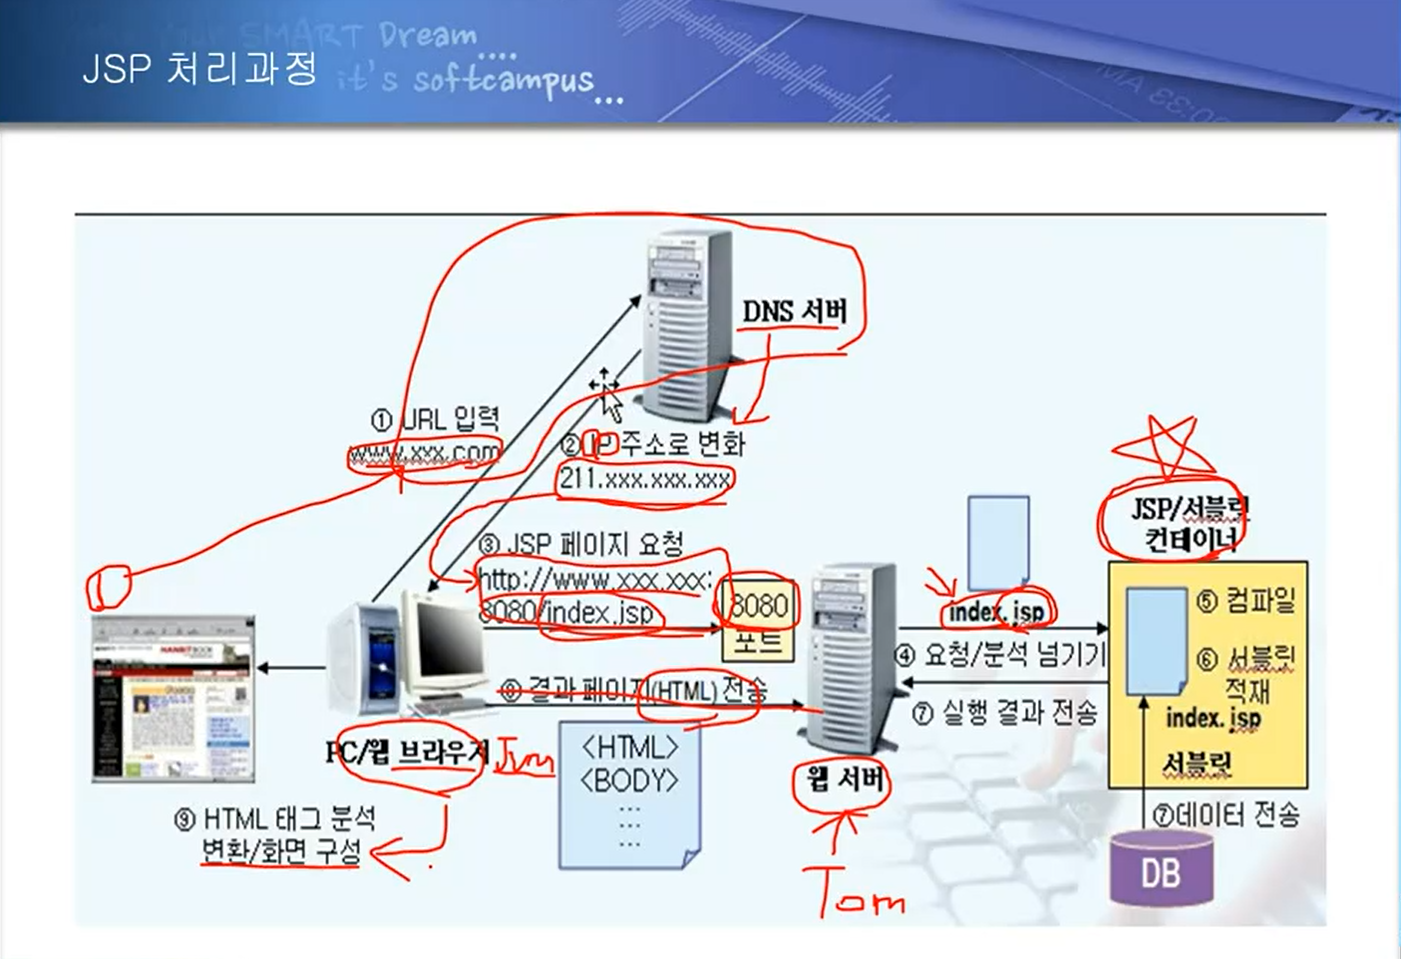 Your SMART Dream....
JSP 처리과정
it's softcampus...
DNS 서버
① URL 입력
www.xxx.com
② IP 주소로 변화
211.xxx.xxx.xxx
③ JSP 페이지 요청
http://www.xxx.xxx:
8080/index.jsp
8080
포트
index.jsp
④ 요청/분석 넘기기
⑦ 실행 결과 전송
JSP/서블릿
컨테이너
⑤ 컴파일
⑥ 서블릿
적재
index.jsp
서블릿
⑧ 결과 페이지(HTML) 전송
<HTML>
<BODY>
...
...
...
PC/웹 브라우저
웹 서버
Tom
⑨ HTML 태그 분석
변환/화면 구성
⑦데이터 전송
DB